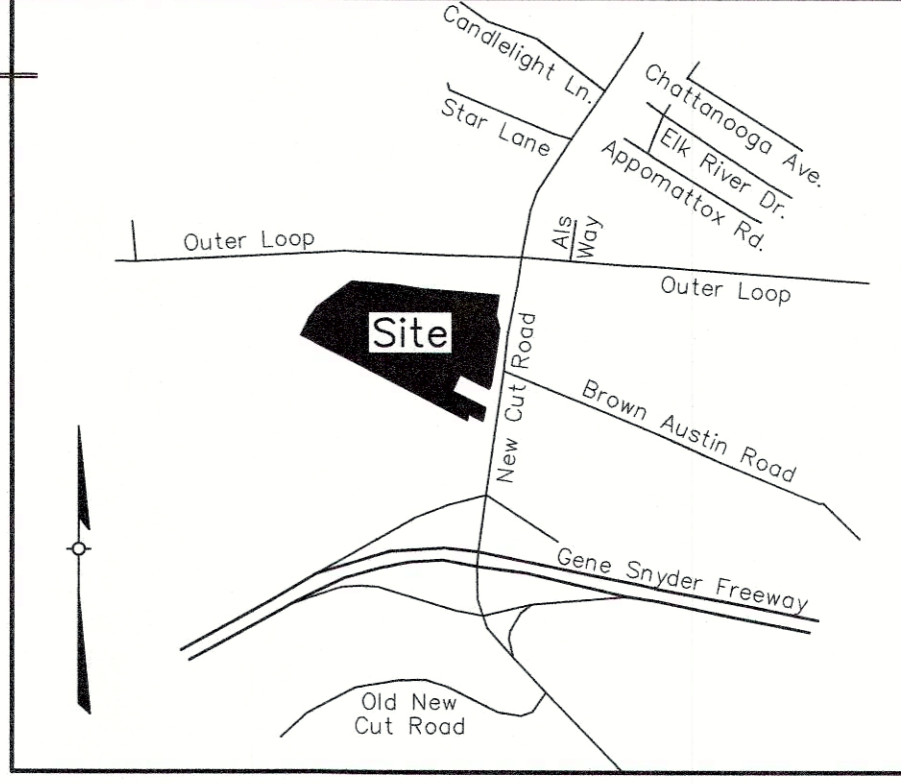 Candlelight Ln.
Chattanooga Ave.
Star Lane
Elk River Dr.
Appomattox Rd.
Als
Way
Outer Loop
Outer Loop
Site
New Cut Road
Brown Austin Road
Gene Snyder Freeway
Old New
Cut Road